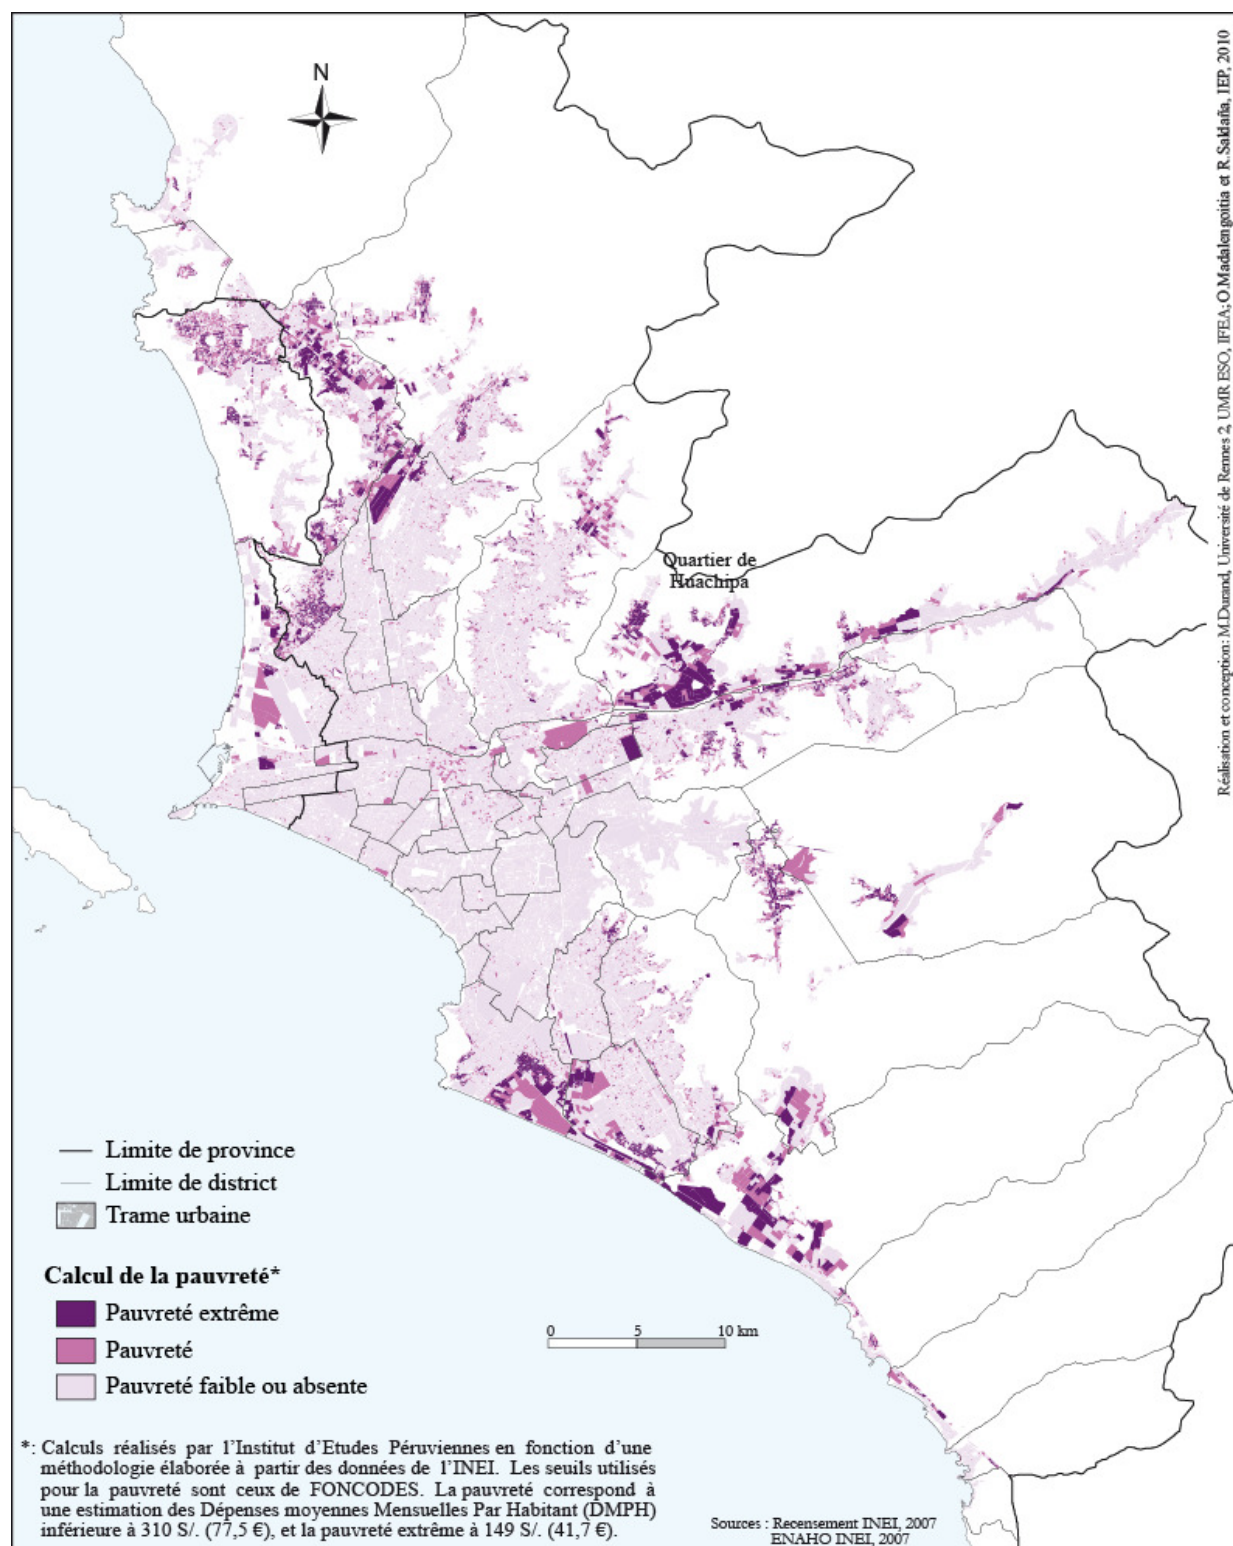 N
Réalisation et conception: M.Durand, Université de Rennes 2, UMR ESO, IFEA; O.Madalengoitia et R.Saldaña, IEP, 2010
Quartier de
Huachipa
Limite de province
Limite de district
Trame urbaine
Calcul de la pauvreté*
Pauvreté extrême
Pauvreté
Pauvreté faible ou absente
0 5 10 km
*: Calculs réalisés par l'Institut d'Etudes Péruviennes en fonction d'une
méthodologie élaborée à partir des données de l'INEI. Les seuils utilisés
pour la pauvreté sont ceux de FONCODES. La pauvreté correspond à
une estimation des Dépenses moyennes Mensuelles Par Habitant (DMPH)
inférieure à 310 S/. (77,5 €), et la pauvreté extrême à 149 S/. (41,7 €).
Sources : Recensement INEI, 2007
ENAHO INEI, 2007